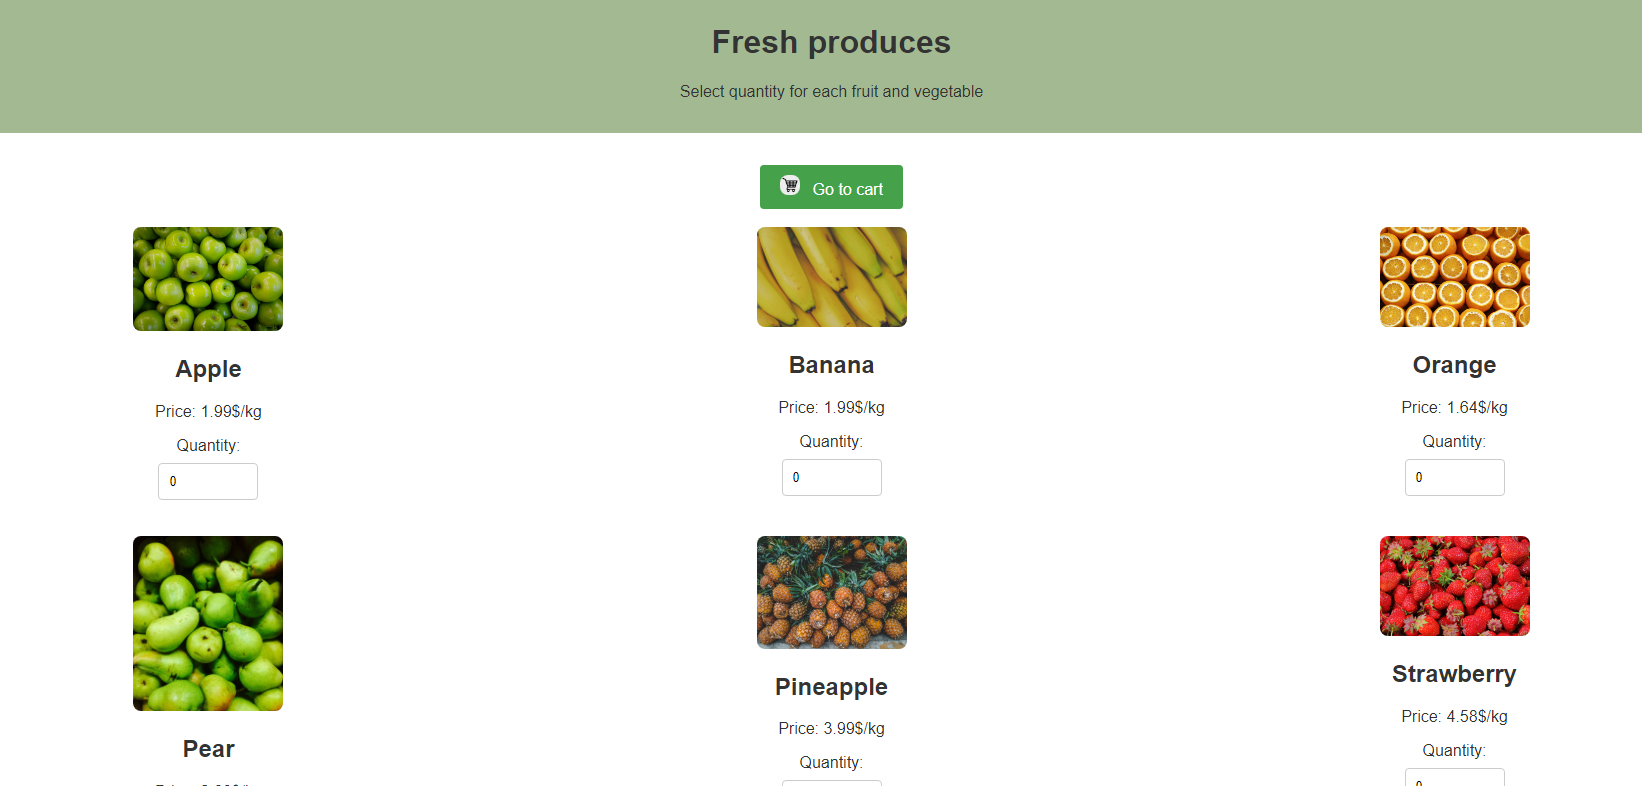 Fresh produces
Select quantity for each fruit and vegetable
Go to cart
Apple
Price: 1.99$/kg
Quantity:
0
Banana
Price: 1.99$/kg
Quantity:
0
Orange
Price: 1.64$/kg
Quantity:
0
Pear
Pineapple
Price: 3.99$/kg
Quantity:
Strawberry
Price: 4.58$/kg
Quantity:
0